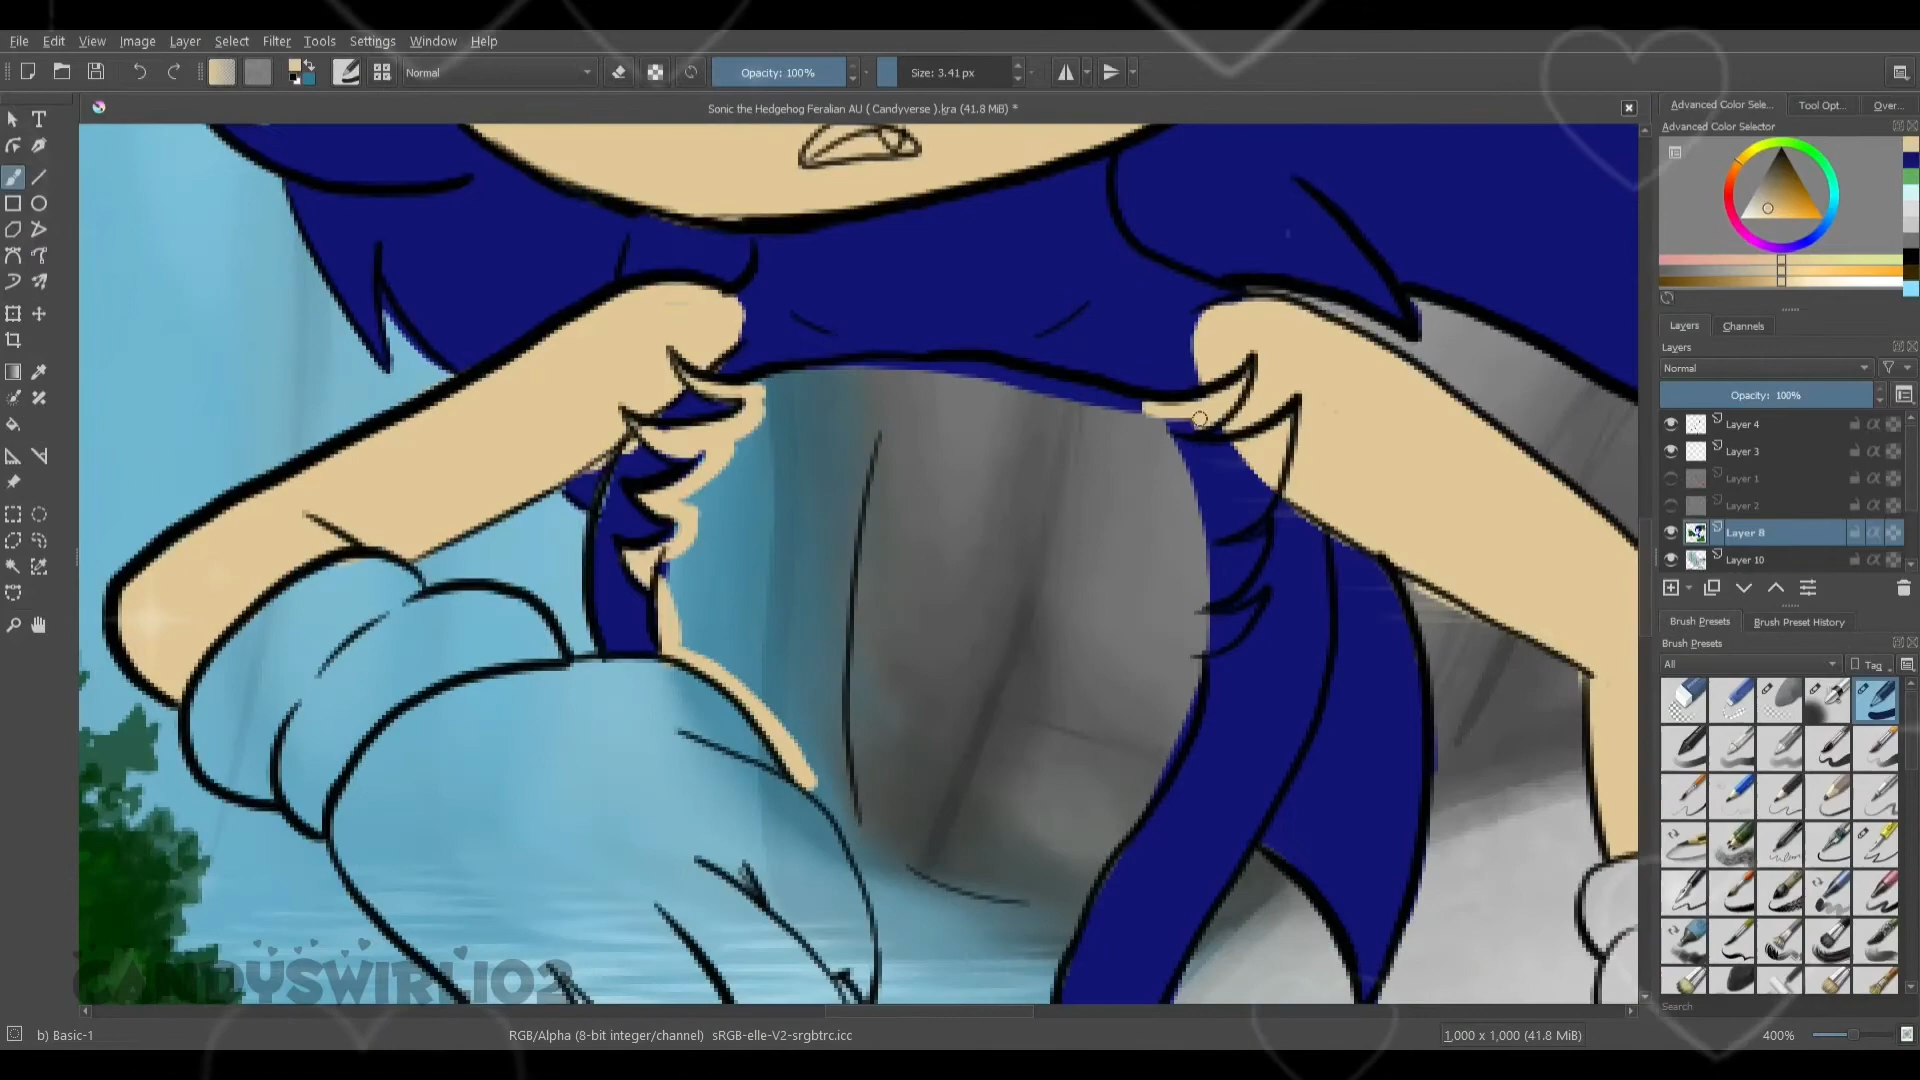 File Edit View Image Layer Select Filter Tools Settings Window Help
Normal Opacity: 100% Size: 3.41 px
Sonic the Hedgehog Feralian AU ( Candyverse ).kra (41.8 MiB) *
Advanced Color Sele... Tool Opt... Over...
Advanced Color Selector
Layers Channels
Layers
Normal
Opacity: 100%
Layer 4
Layer 3
Layer 1
Layer 2
Layer 8
Layer 10
Brush Presets Brush Preset History
Brush Presets
All Tag
Search
CANDYSWIRL102
b) Basic-1 RGB/Alpha (8-bit integer/channel) sRGB-elle-V2-srgbtrc.icc 1,000 x 1,000 (41.8 MiB) 400%